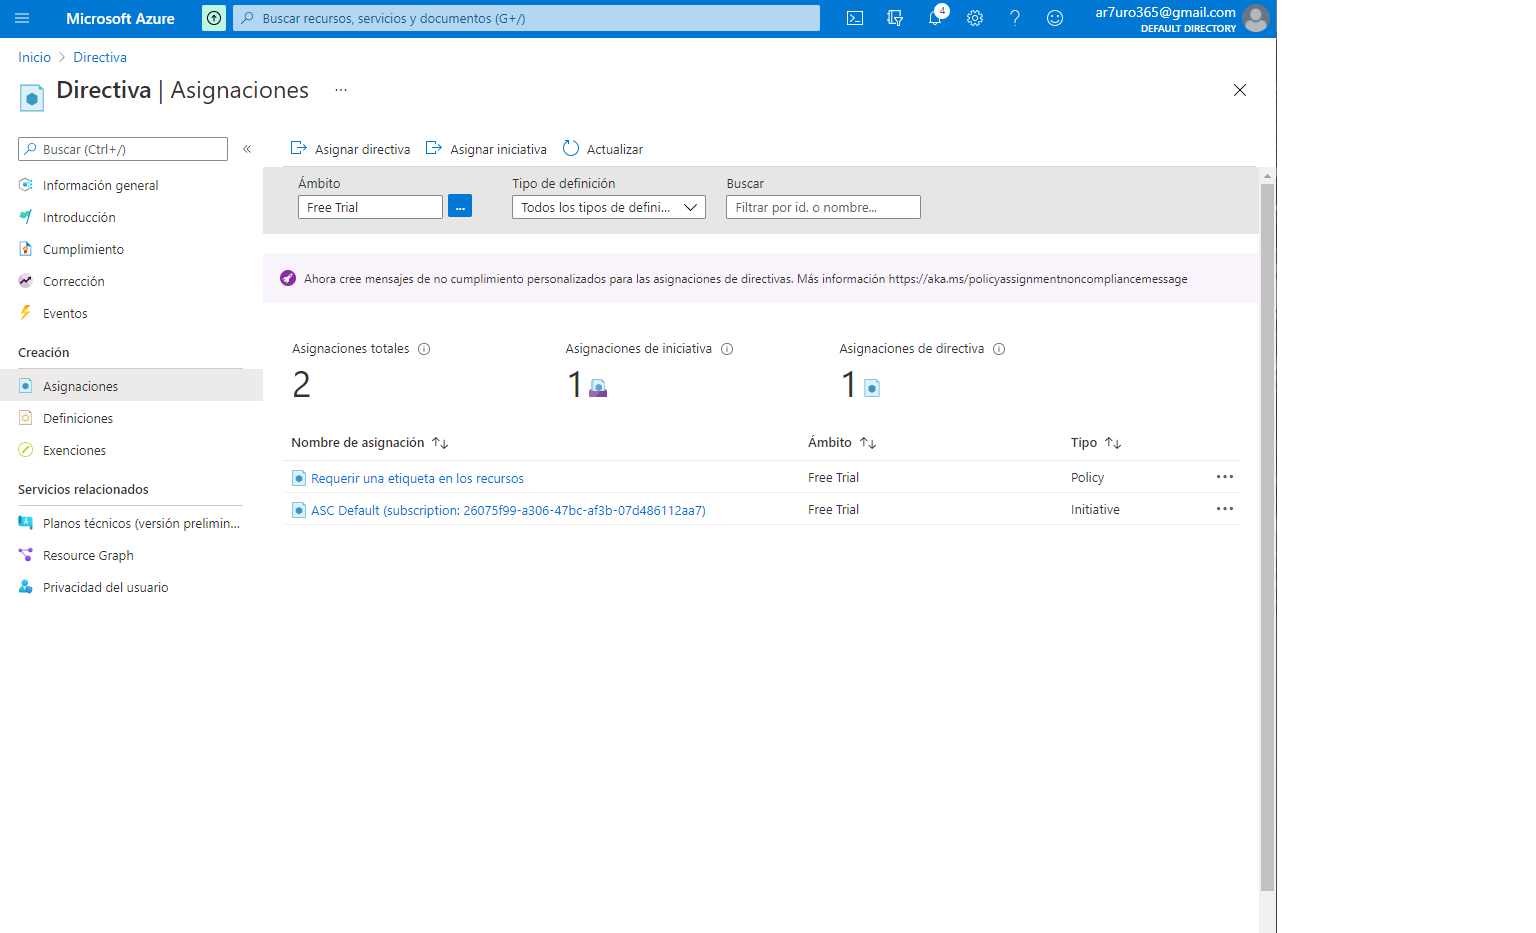 Microsoft Azure
Buscar recursos, servicios y documentos (G+/)
4
ar7uro365@gmail.com
DEFAULT DIRECTORY
Inicio > Directiva
Directiva | Asignaciones ...
Buscar (Ctrl+/)
«
Información general
Introducción
Cumplimiento
Corrección
Eventos
Creación
Asignaciones
Definiciones
Exenciones
Servicios relacionados
Planos técnicos (versión prelimin...
Resource Graph
Privacidad del usuario
Asignar directiva
Asignar iniciativa
Actualizar
Ámbito
Free Trial
...
Tipo de definición
Todos los tipos de defini...
Buscar
Filtrar por id. o nombre...
Ahora cree mensajes de no cumplimiento personalizados para las asignaciones de directivas. Más información https://aka.ms/policyassignmentnoncompliancemessage
Asignaciones totales
2
Asignaciones de iniciativa
1
Asignaciones de directiva
1
Nombre de asignación ↑↓ Ámbito ↑↓ Tipo ↑↓
Requerir una etiqueta en los recursos Free Trial Policy ...
ASC Default (subscription: 26075f99-a306-47bc-af3b-07d486112aa7) Free Trial Initiative ...